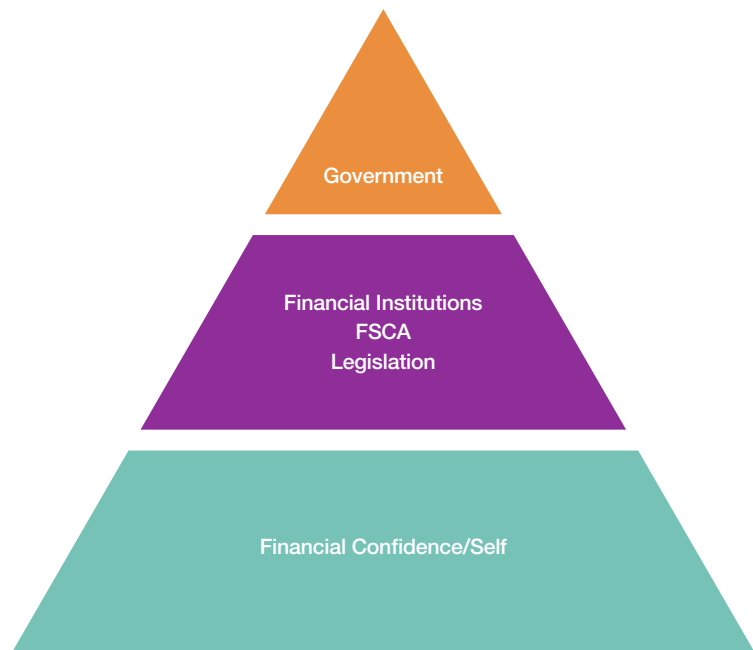 Government
Financial Institutions
FSCA
Legislation
Financial Confidence/Self